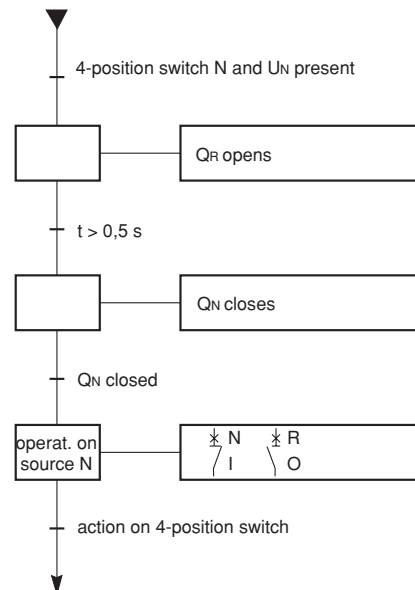 4-position switch N and UN present
QR opens
t > 0,5 s
QN closes
QN closed
operat. on
source N
N R
I O
action on 4-position switch